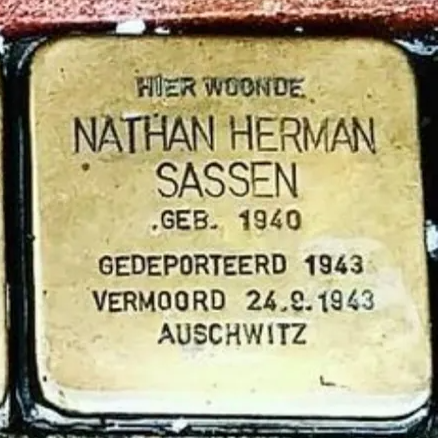 HIER WOONDE
NATHAN HERMAN
SASSEN
GEB. 1940
GEDEPORTEERD 1943
VERMOORD 24.9.1943
AUSCHWITZ